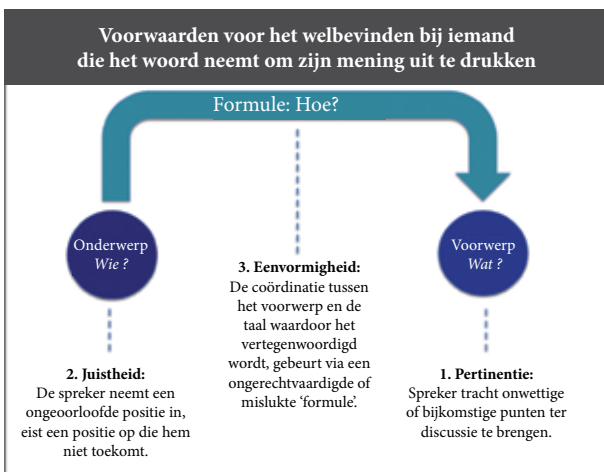 Voorwaarden voor het welbevinden bij iemand
die het woord neemt om zijn mening uit te drukken
Formule: Hoe?
Onderwerp
Wie ?
Voorwerp
Wat ?
3. Eenvormigheid:
De coördinatie tussen
het voorwerp en de
taal waardoor het
vertegenwoordigd
wordt, gebeurt via een
ongerechtvaardigde of
mislukte ‘formule’.
2. Juistheid:
De spreker neemt een
ongeoorloofde positie in,
eist een positie op die hem
niet toekomt.
1. Pertinentie:
Spreker tracht onwettige
of bijkomstige punten ter
discussie te brengen.